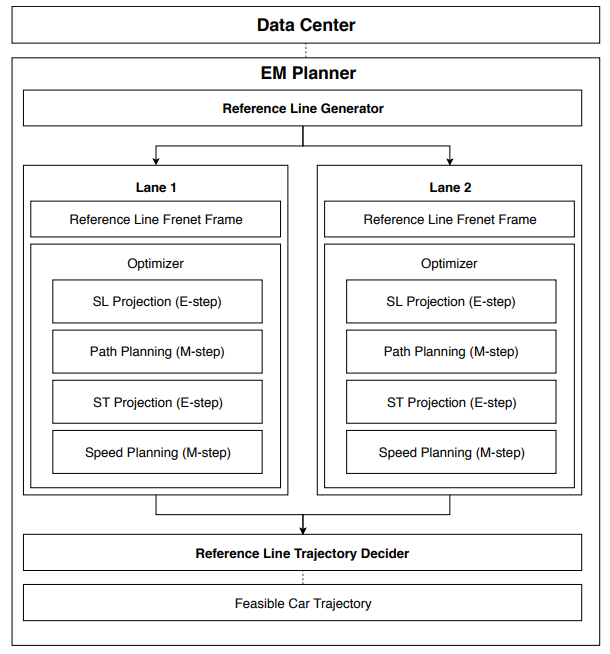 Data Center
EM Planner
Reference Line Generator
Lane 1
Reference Line Frenet Frame
Optimizer
SL Projection (E-step)
Path Planning (M-step)
ST Projection (E-step)
Speed Planning (M-step)
Lane 2
Reference Line Frenet Frame
Optimizer
SL Projection (E-step)
Path Planning (M-step)
ST Projection (E-step)
Speed Planning (M-step)
Reference Line Trajectory Decider
Feasible Car Trajectory